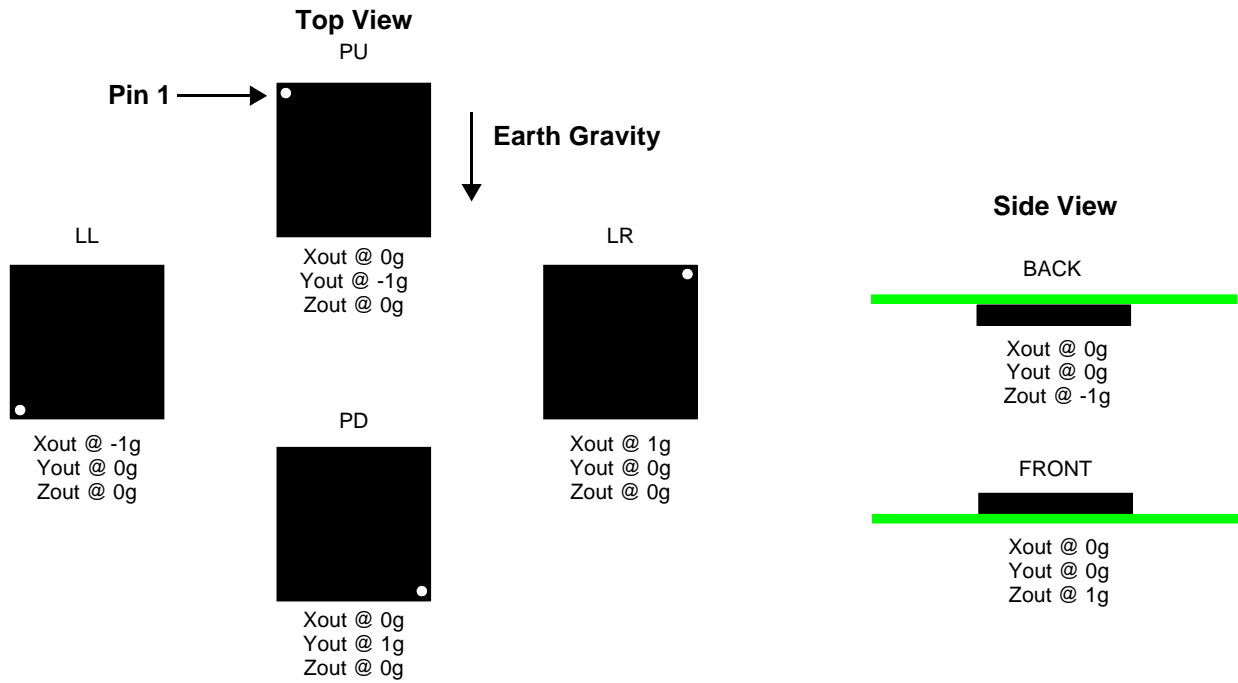 Top View
PU
Pin 1
Earth Gravity
Xout @ 0g
Yout @ -1g
Zout @ 0g
LL
Xout @ -1g
Yout @ 0g
Zout @ 0g
LR
Xout @ 1g
Yout @ 0g
Zout @ 0g
PD
Xout @ 0g
Yout @ 1g
Zout @ 0g
Side View
BACK
Xout @ 0g
Yout @ 0g
Zout @ -1g
FRONT
Xout @ 0g
Yout @ 0g
Zout @ 1g